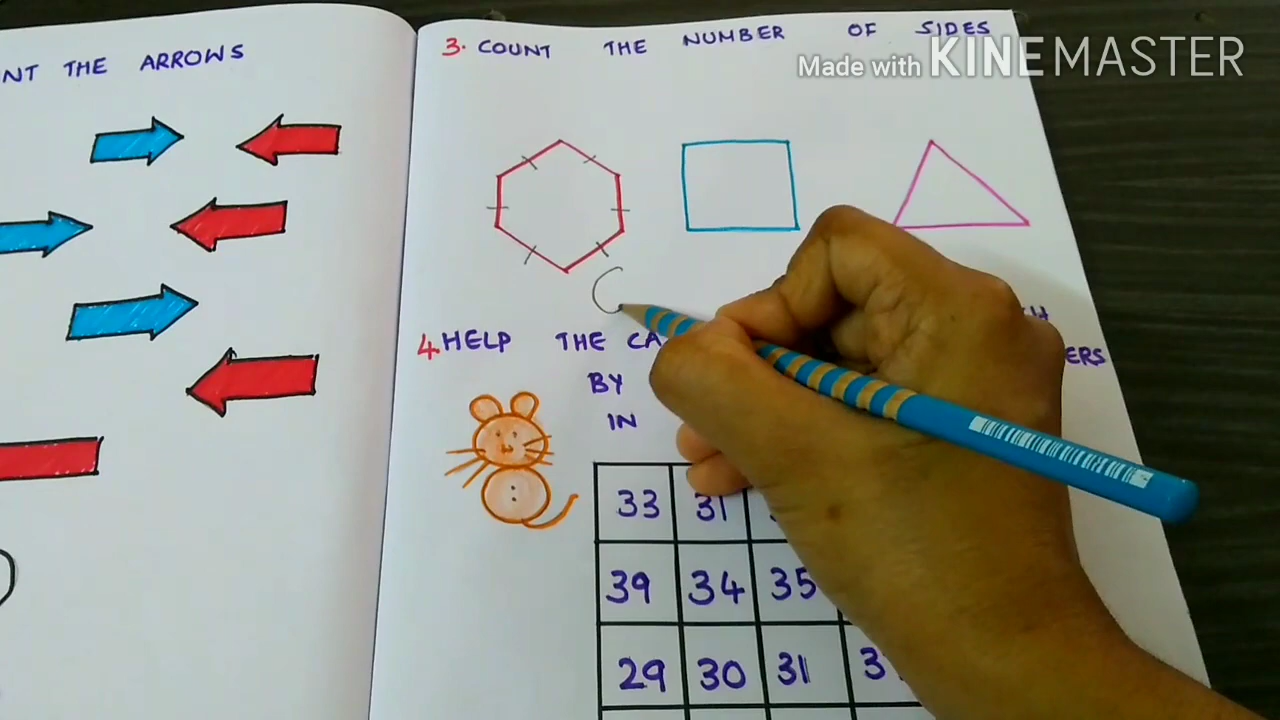 NT THE ARROWS
3. COUNT THE NUMBER OF SIDES
Made with KINEMASTER
4. HELP THE CA
ERS
BY
IN
33 31
39 34 35
29 30 31